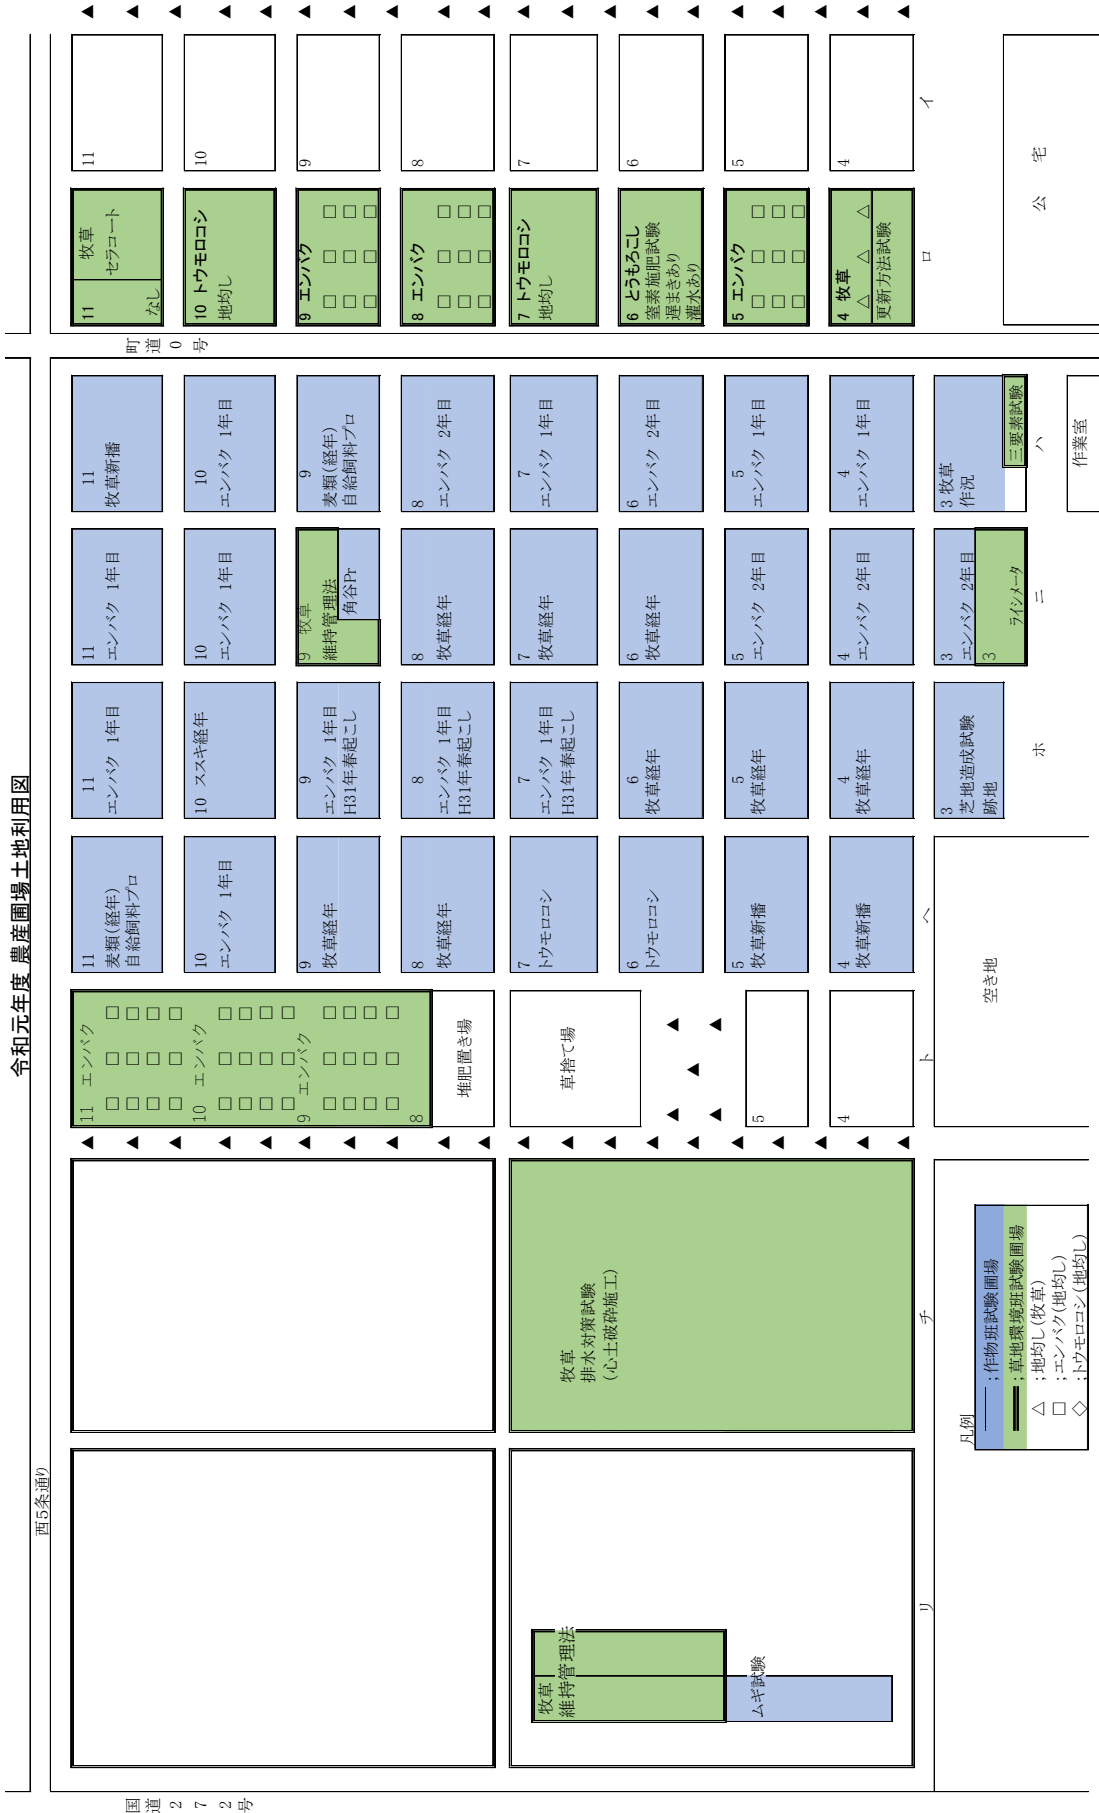 令和元年度 農産圃場土地利用図
西5条通り
国道272号
町道0号
11
10
9
8
7
6
5
4
イ
公宅
11
牧草
セラコート
なし
10 トウモロコシ
地均し
9 エンバク
□ □ □
□ □ □
□ □ □
8 エンバク
□ □ □
□ □ □
□ □ □
7 トウモロコシ
地均し
6 とうもろこし
窒素施肥試験
遅まきあり
灌水あり
5 エンバク
□ □ □
□ □ □
□ □ □
4 牧草
△ △ △ △
更新方法試験
ロ
11
牧草新播
10
エンバク 1年目
9
麦類(経年)
自給飼料プロ
8
エンバク 2年目
7
エンバク 1年目
6
エンバク 2年目
5
エンバク 1年目
4
エンバク 1年目
3 牧草
作況
三要素試験
ハ
作業室
11
エンバク 1年目
10
エンバク 1年目
9 牧草
維持管理法
角谷Pr
8
牧草経年
7
牧草経年
6
牧草経年
5
エンバク 2年目
4
エンバク 2年目
3
エンバク 2年目
3
ライシメータ
ニ
11
エンバク 1年目
10 ススキ経年
9
エンバク 1年目
H31年春起こし
8
エンバク 1年目
H31年春起こし
7
エンバク 1年目
H31年春起こし
6
牧草経年
5
牧草経年
4
牧草経年
3
芝地造成試験
跡地
ホ
11
麦類(経年)
自給飼料プロ
10
エンバク 1年目
9
牧草経年
8
牧草経年
7
トウモロコシ
6
トウモロコシ
5
牧草新播
4
牧草新播
ヘ
空き地
11 エンバク
□ □ □
□ □ □
□ □ □
□ □ □
10 エンバク
□ □ □
□ □ □
□ □ □
□ □ □
9 エンバク
□ □ □
□ □ □
□ □ □
□ □ □
8
堆肥置き場
草捨て場
5
4
ト
牧草
排水対策試験
(心土破砕施工)
チ
牧草
維持管理法
ムギ試験
リ
凡例
;作物班試験圃場
;草地環境班試験圃場
△ ;地均し(牧草)
□ ;エンバク(地均し)
◇ ;トウモロコシ(地均し)